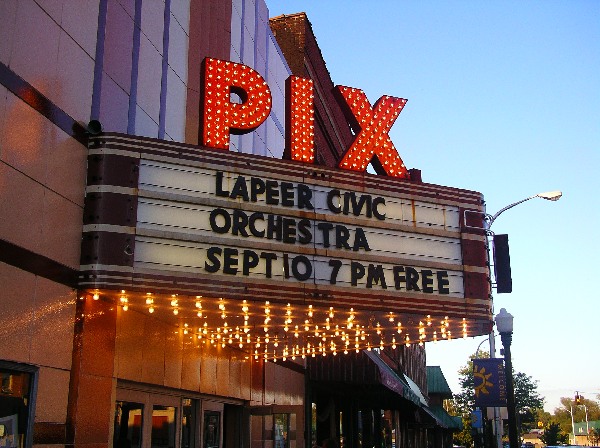 PIX
LAPEER CIVIC
ORCHESTRA
SEPT 10 7 PM FREE